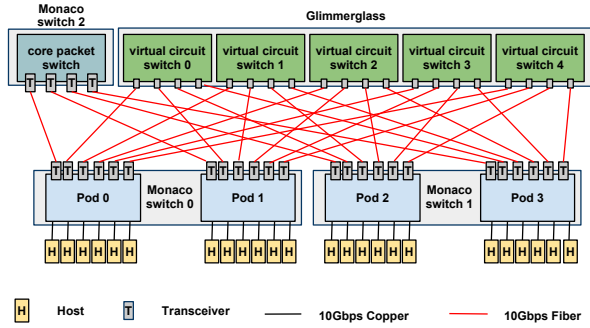 Monaco
switch 2
Glimmerglass
core packet
switch
virtual circuit
switch 0
virtual circuit
switch 1
virtual circuit
switch 2
virtual circuit
switch 3
virtual circuit
switch 4
T T T T
T T T T T T
T T T T T T
T T T T T T
T T T T T T
Pod 0
Monaco
switch 0
Pod 1
Pod 2
Monaco
switch 1
Pod 3
H H H H H H
H H H H H H
H H H H H H
H H H H H H
H Host
T Transceiver
10Gbps Copper
10Gbps Fiber